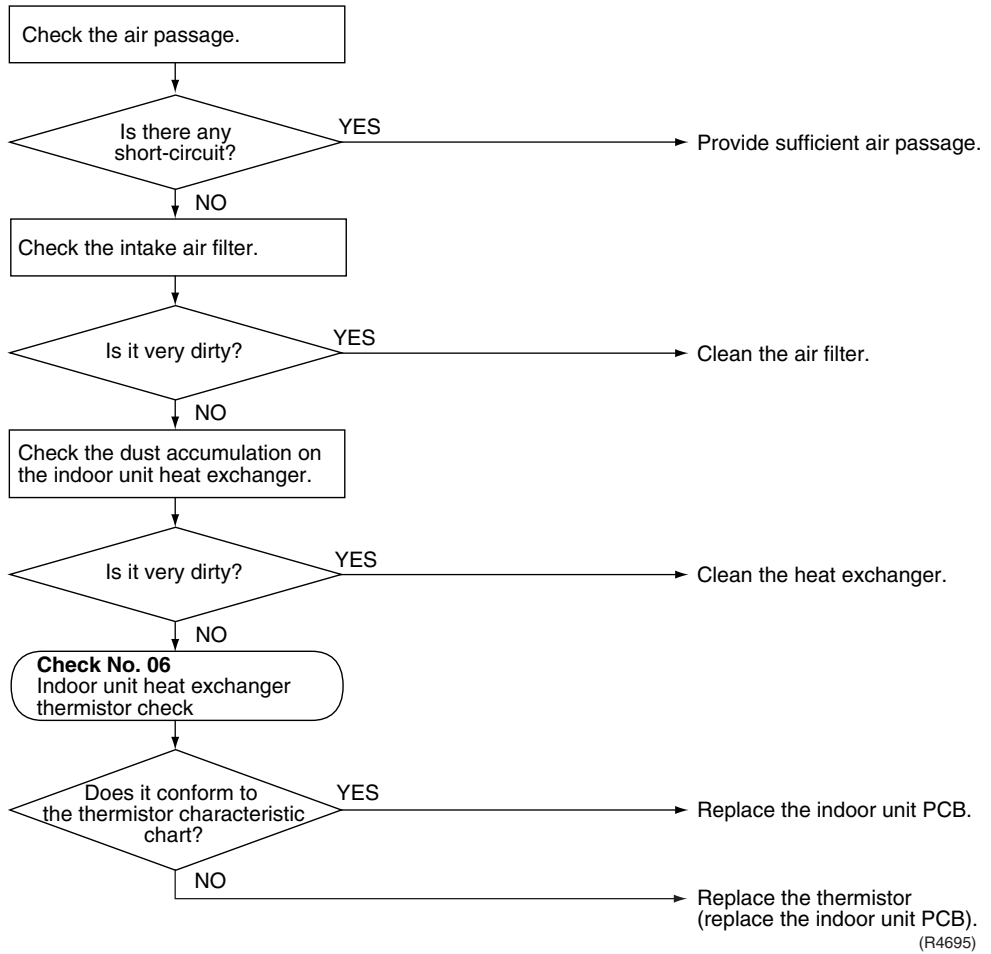 Check the air passage.
Is there any
short-circuit?
YES
Provide sufficient air passage.
NO
Check the intake air filter.
Is it very dirty?
YES
Clean the air filter.
NO
Check the dust accumulation on
the indoor unit heat exchanger.
Is it very dirty?
YES
Clean the heat exchanger.
NO
Check No. 06
Indoor unit heat exchanger
thermistor check
Does it conform to
the thermistor characteristic
chart?
YES
Replace the indoor unit PCB.
NO
Replace the thermistor
(replace the indoor unit PCB).
(R4695)